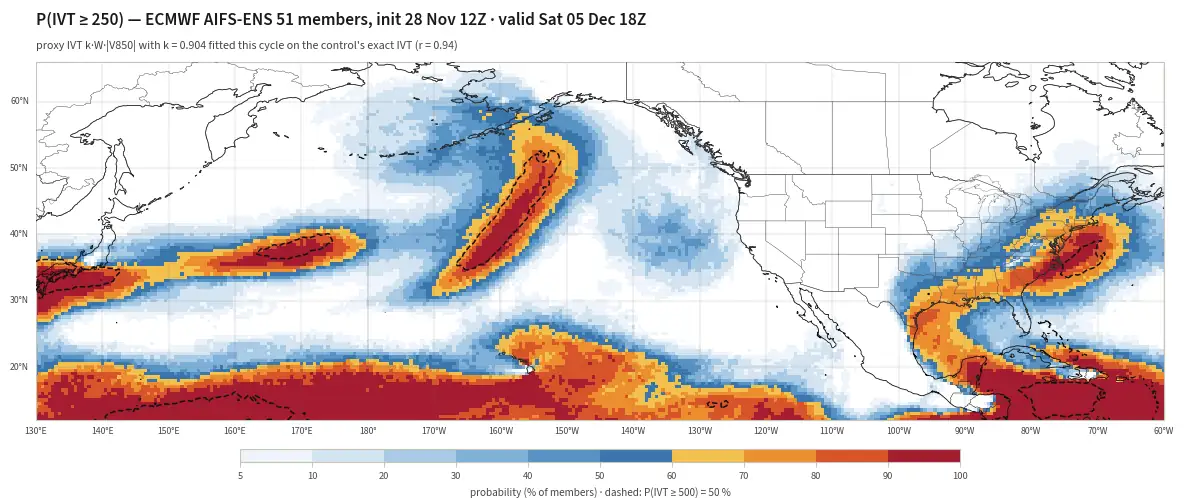 P(IVT ≥ 250) — ECMWF AIFS-ENS 51 members, init 28 Nov 12Z · valid Sat 05 Dec 18Z
proxy IVT k·W·|V850| with k = 0.904 fitted this cycle on the control's exact IVT (r = 0.94)
60°N
50°N
40°N
30°N
20°N
130°E 140°E 150°E 160°E 170°E 180° 170°W 160°W 150°W 140°W 130°W 120°W 110°W 100°W 90°W 80°W 70°W 60°W
5 10 20 30 40 50 60 70 80 90 100
probability (% of members) · dashed: P(IVT ≥ 500) = 50 %